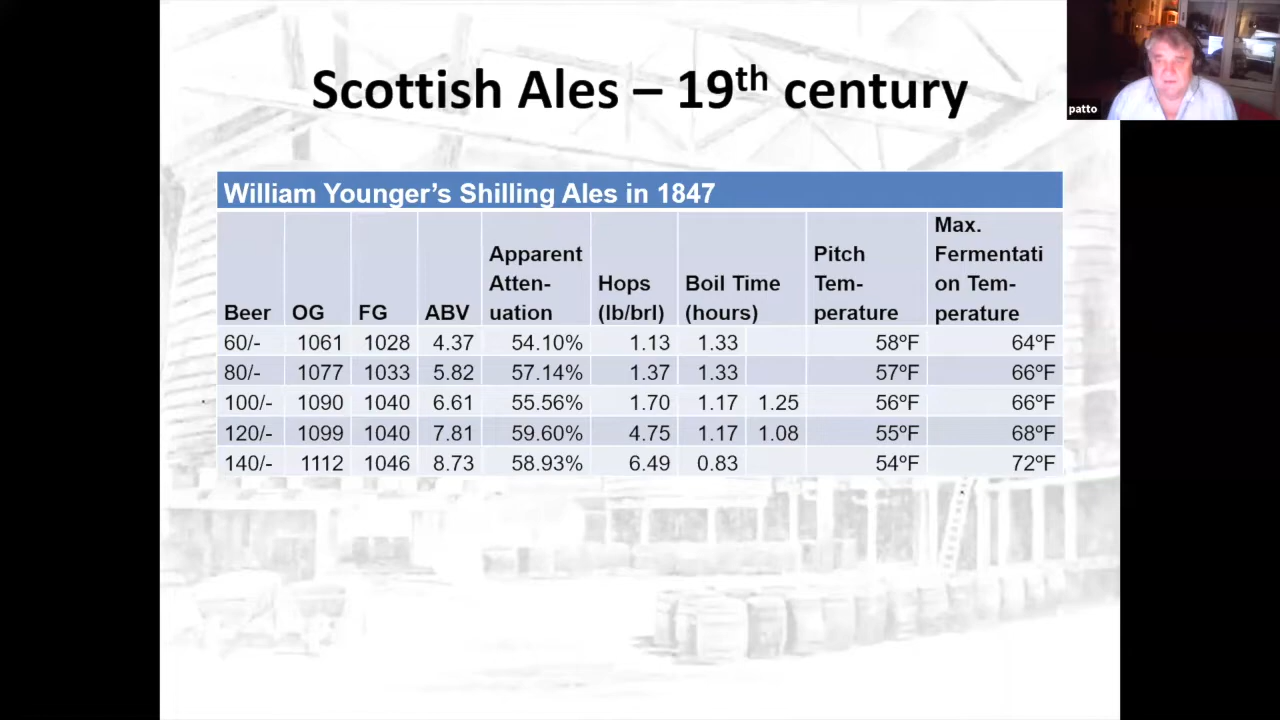 Scottish Ales – 19th century
patto
William Younger's Shilling Ales in 1847
Beer OG FG ABV Apparent Atten-uation Hops (lb/brl) Boil Time (hours) Pitch Tem-perature Max. Fermentati on Tem-perature
60/- 1061 1028 4.37 54.10% 1.13 1.33 58ºF 64ºF
80/- 1077 1033 5.82 57.14% 1.37 1.33 57ºF 66ºF
100/- 1090 1040 6.61 55.56% 1.70 1.17 1.25 56ºF 66ºF
120/- 1099 1040 7.81 59.60% 4.75 1.17 1.08 55ºF 68ºF
140/- 1112 1046 8.73 58.93% 6.49 0.83 54ºF 72ºF